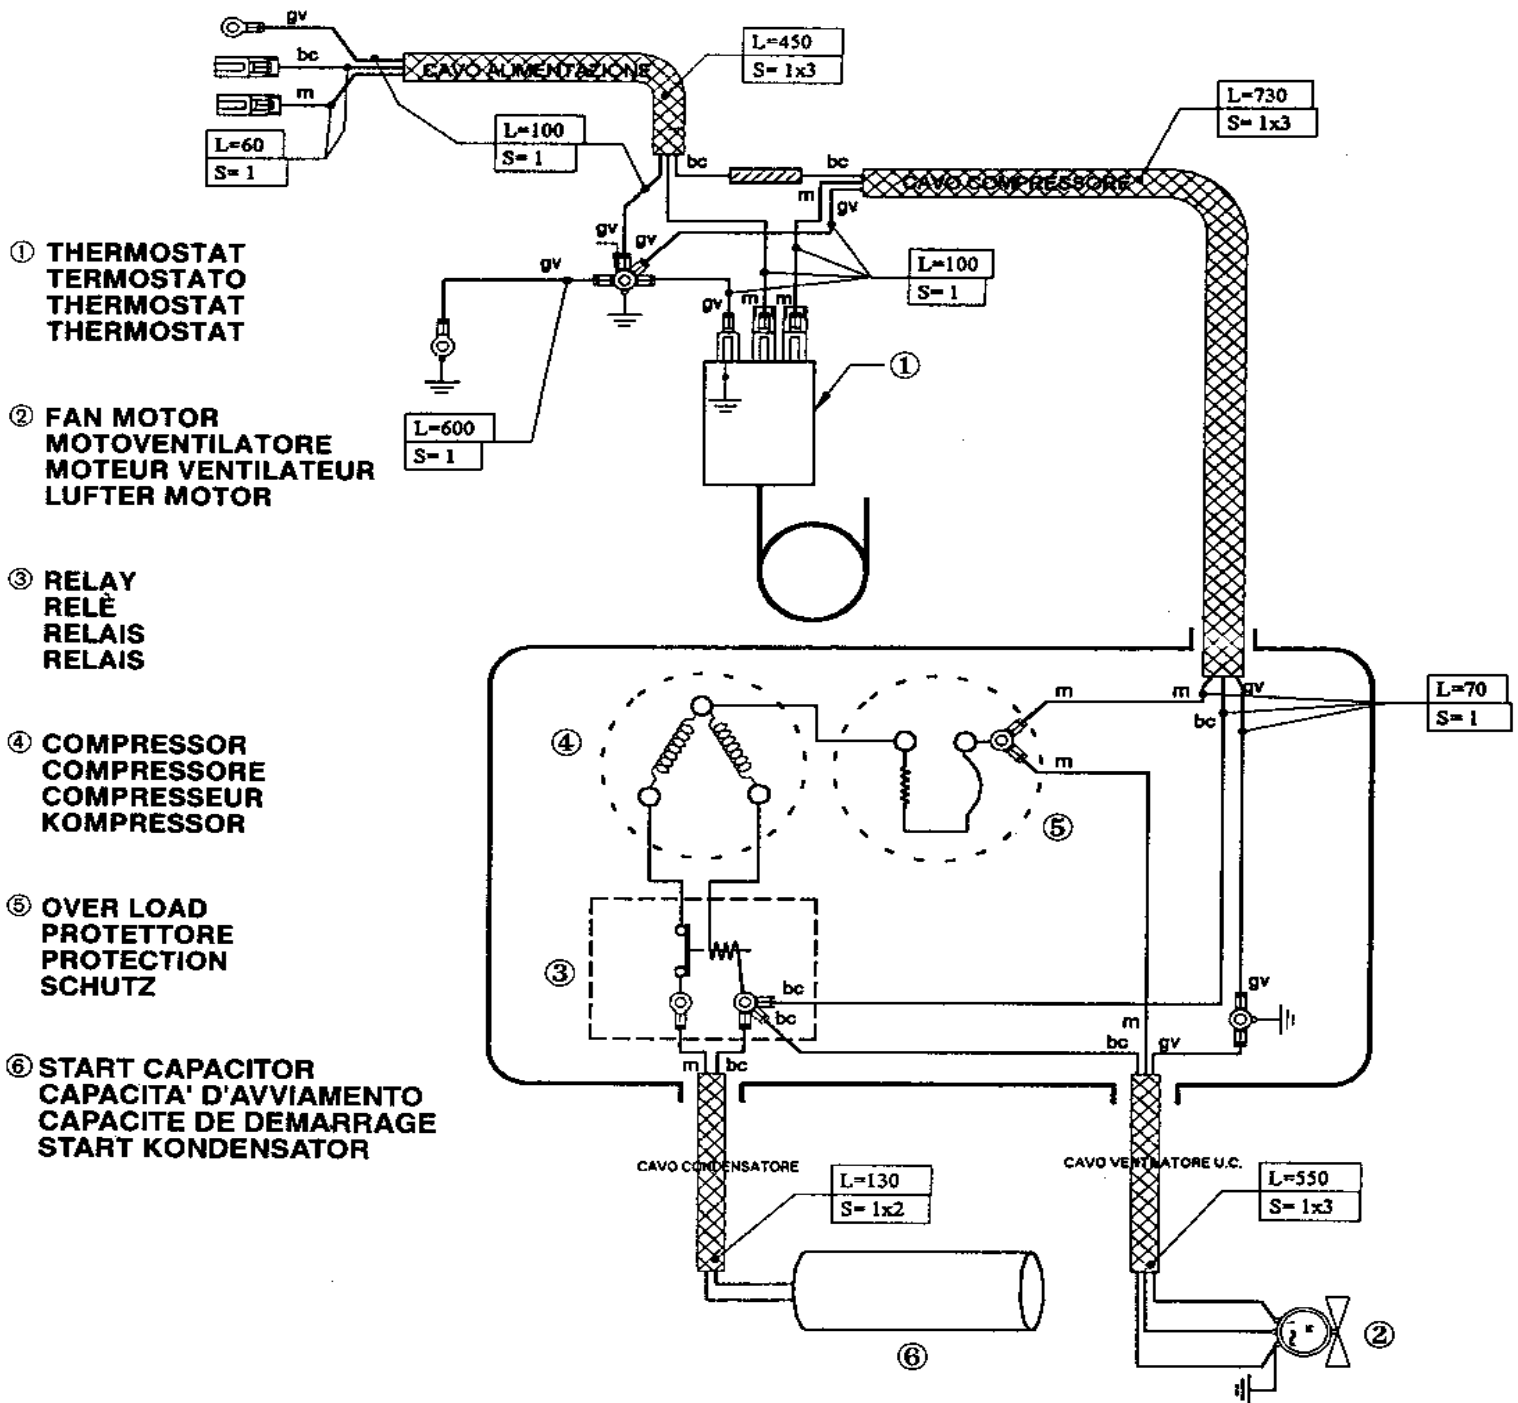 gv
bc
m
CAVO ALIMENTAZIONE
L=450
S= 1x3
L=60
S= 1
L=100
S= 1
L=730
S= 1x3
bc
bc
CAVO COMPRESSORE
m
gv
gv
gv
gv
gv
m
m
L=100
S= 1
①
L=600
S- 1
① THERMOSTAT
TERMOSTATO
THERMOSTAT
THERMOSTAT
② FAN MOTOR
MOTOVENTILATORE
MOTEUR VENTILATEUR
LUFTER MOTOR
③ RELAY
RELÈ
RELAIS
RELAIS
④ COMPRESSOR
COMPRESSORE
COMPRESSEUR
KOMPRESSOR
⑤ OVER LOAD
PROTETTORE
PROTECTION
SCHUTZ
⑥ START CAPACITOR
CAPACITA' D'AVVIAMENTO
CAPACITE DE DEMARRAGE
START KONDENSATOR
④
m
m
gv
bc
L=70
S= 1
m
⑤
③
bc
bc
gv
m
bc
gv
m
bc
CAVO CONDENSATORE
L=130
S= 1x2
⑥
CAVO VENTILATORE U.C.
L=550
S= 1x3
②